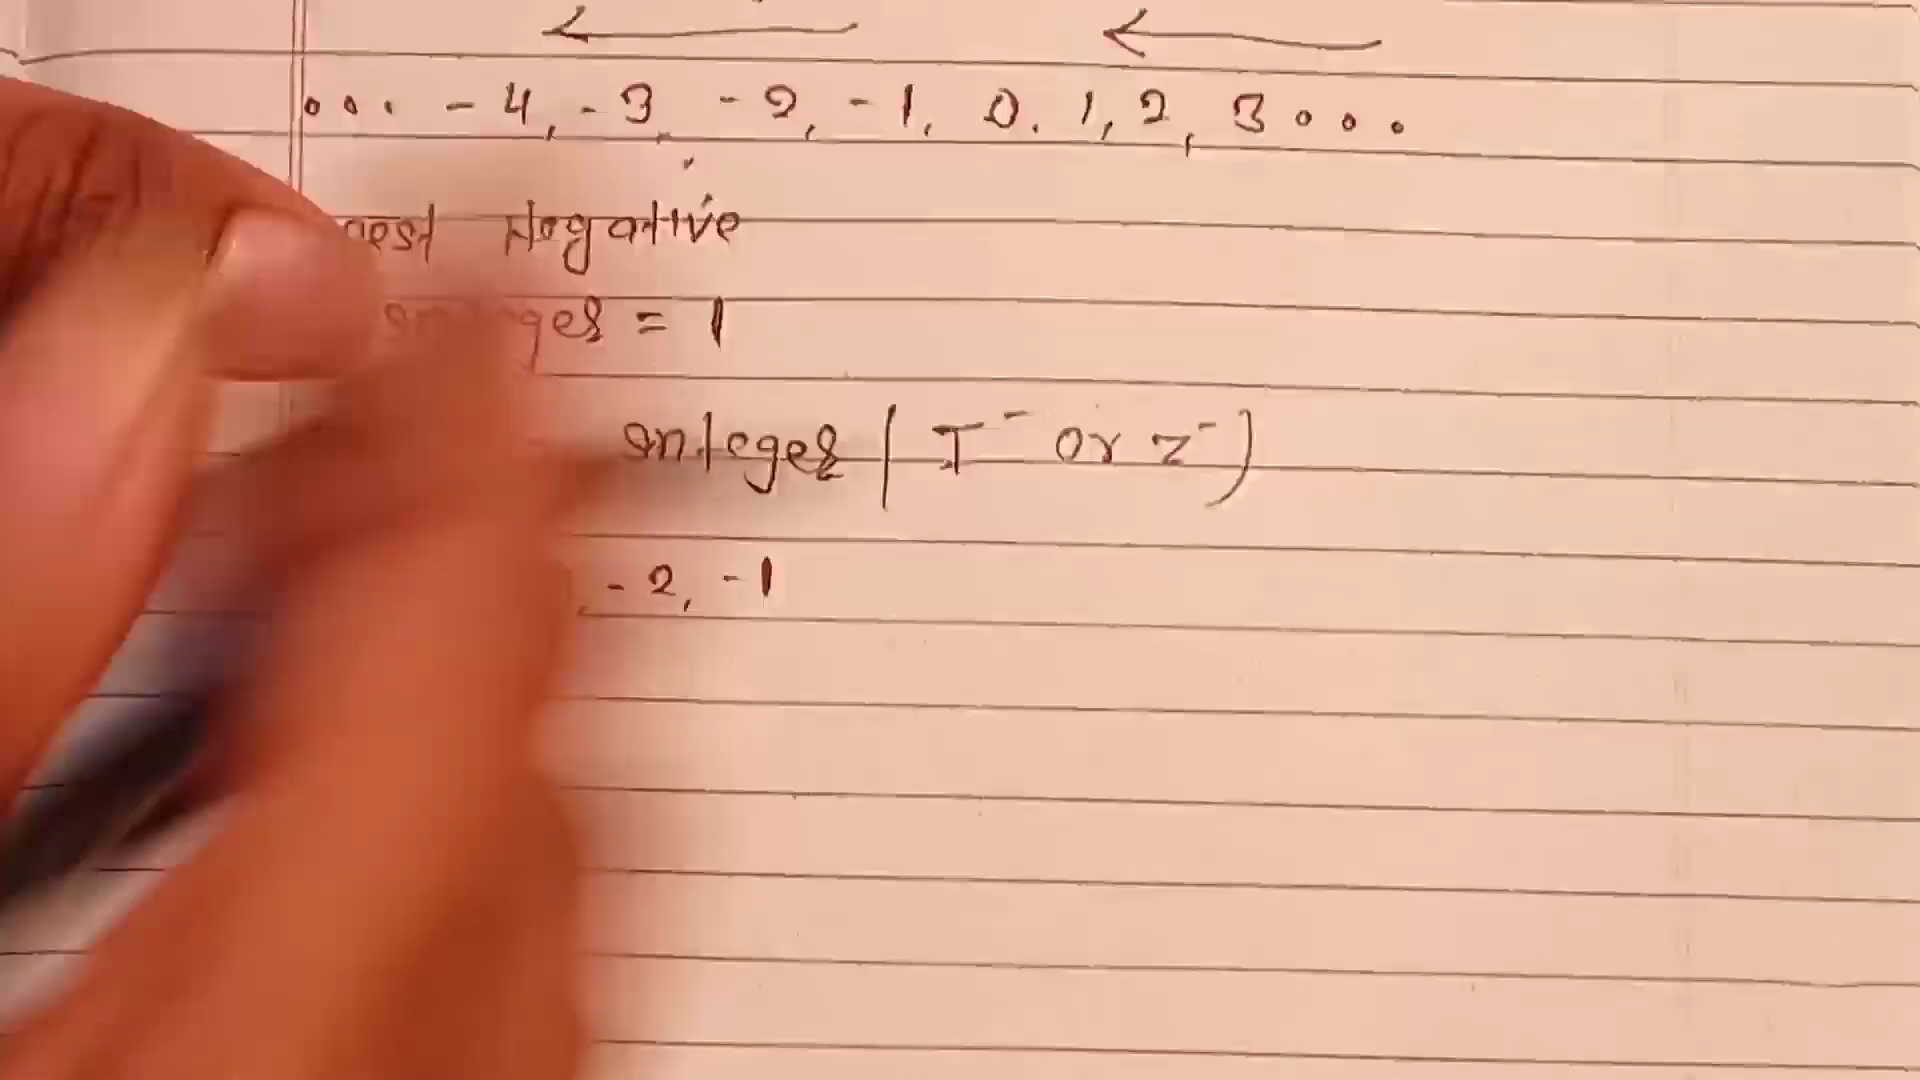 ... -4, -3, -2, -1, 0, 1, 2, 3...
Negative
= 1
Integer ( I⁻ or z⁻ )
, -2, -1